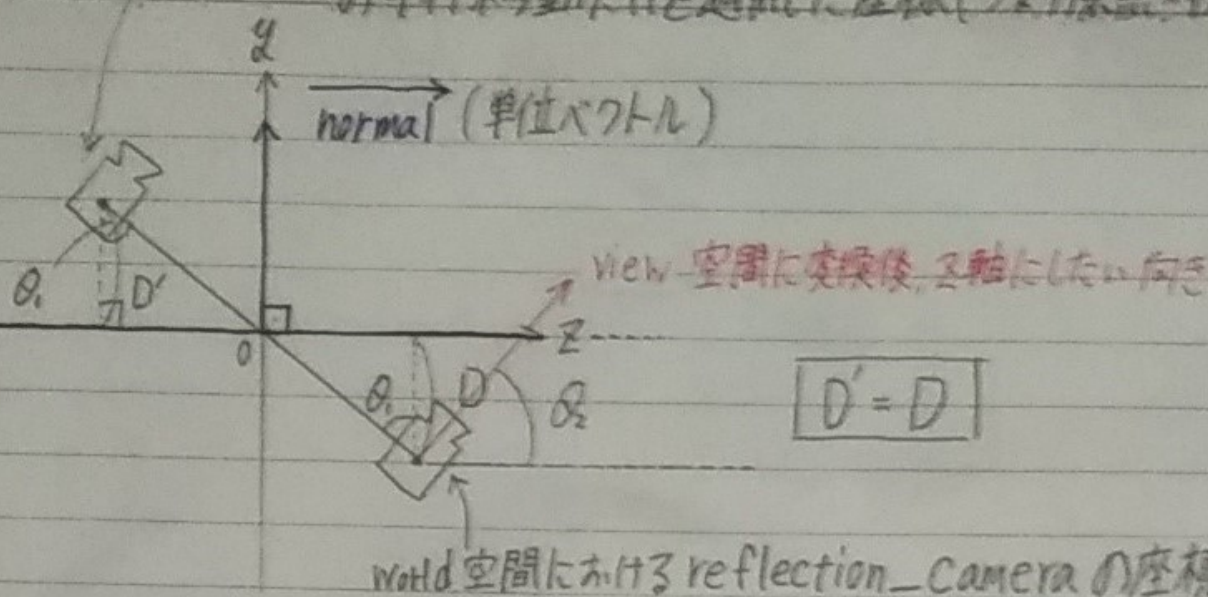 y
normal (単位ベクトル)
view 空間に変換後、Z軸にしたい向き
θ₁
D'
O
Z
θ₁
D
θ₂
D' = D
world空間におけるreflection_cameraの座標